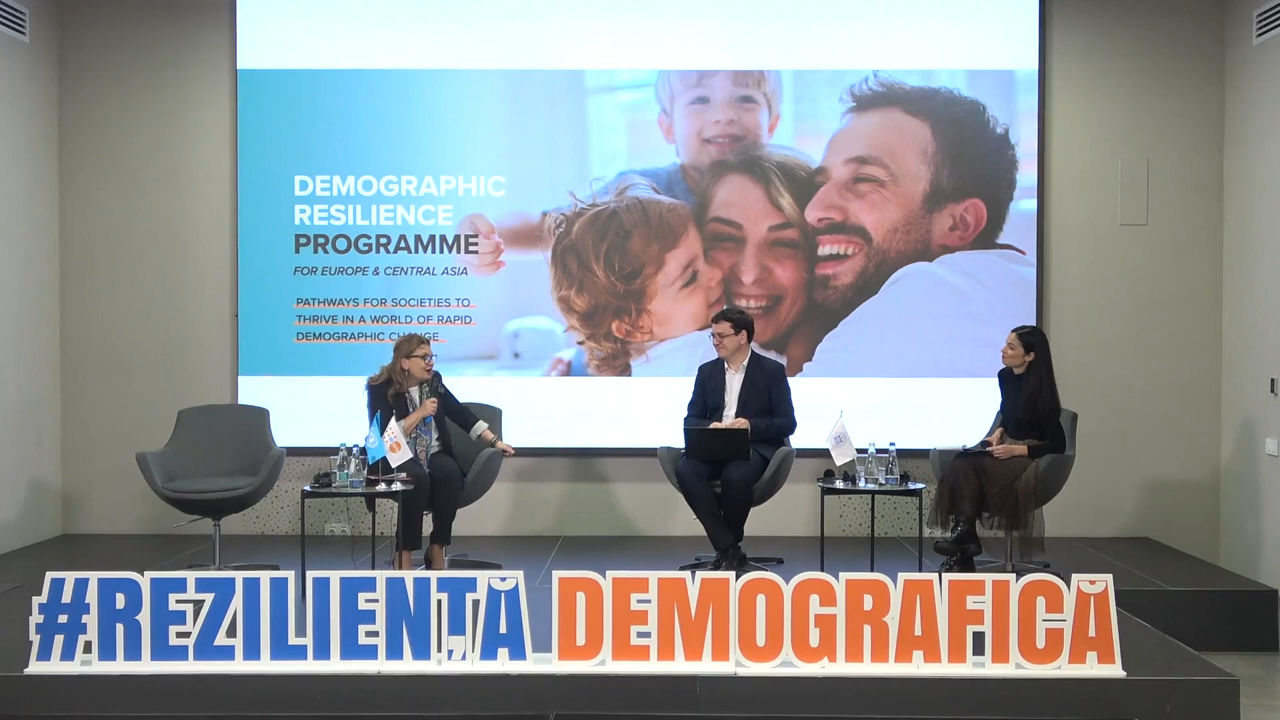 DEMOGRAPHIC
RESILIENCE
PROGRAMME
FOR EUROPE & CENTRAL ASIA
PATHWAYS FOR SOCIETIES TO
THRIVE IN A WORLD OF RAPID
DEMOGRAPHIC CHANGE
#REZILIENȚĂ DEMOGRAFICĂ